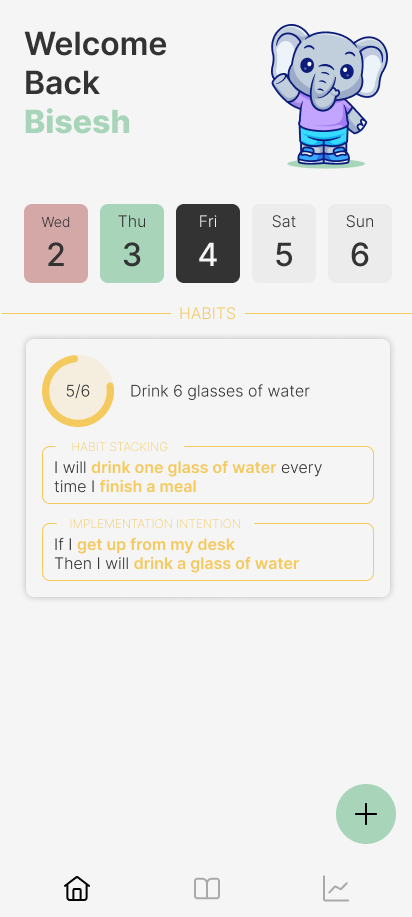 Welcome
Back
Bisesh
Wed Thu Fri Sat Sun
2 3 4 5 6
HABITS
5/6 Drink 6 glasses of water
HABIT STACKING
I will drink one glass of water every
time I finish a meal
IMPLEMENTATION INTENTION
If I get up from my desk
Then I will drink a glass of water